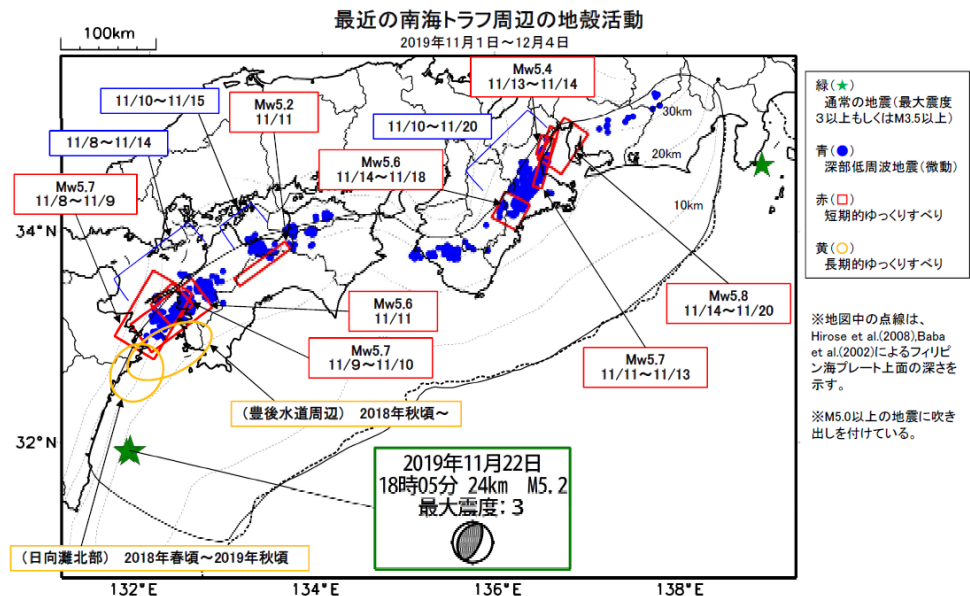 最近の南海トラフ周辺の地殻活動
2019年11月1日～12月4日
100km
Mw5.4
11/13～11/14
11/10～11/15
Mw5.2
11/11
11/10～11/20
11/8～11/14
Mw5.6
11/14～11/18
Mw5.7
11/8～11/9
30km
20km
10km
34°N
32°N
Mw5.8
11/14～11/20
Mw5.6
11/11
Mw5.7
11/9～11/10
Mw5.7
11/11～11/13
(豊後水道周辺) 2018年秋頃～
2019年11月22日
18時05分 24km M5.2
最大震度：3
(日向灘北部) 2018年春頃～2019年秋頃
132°E
134°E
136°E
138°E
緑(★)
通常の地震(最大震度
3以上もしくはM3.5以上)
青(●)
深部低周波地震(微動)
赤(□)
短期的ゆっくりすべり
黄(○)
長期的ゆっくりすべり
※地図中の点線は、
Hirose et al.(2008),Baba
et al.(2002)によるフィリピ
ン海プレート上面の深さを
示す。
※M5.0以上の地震に吹き
出しを付けている。